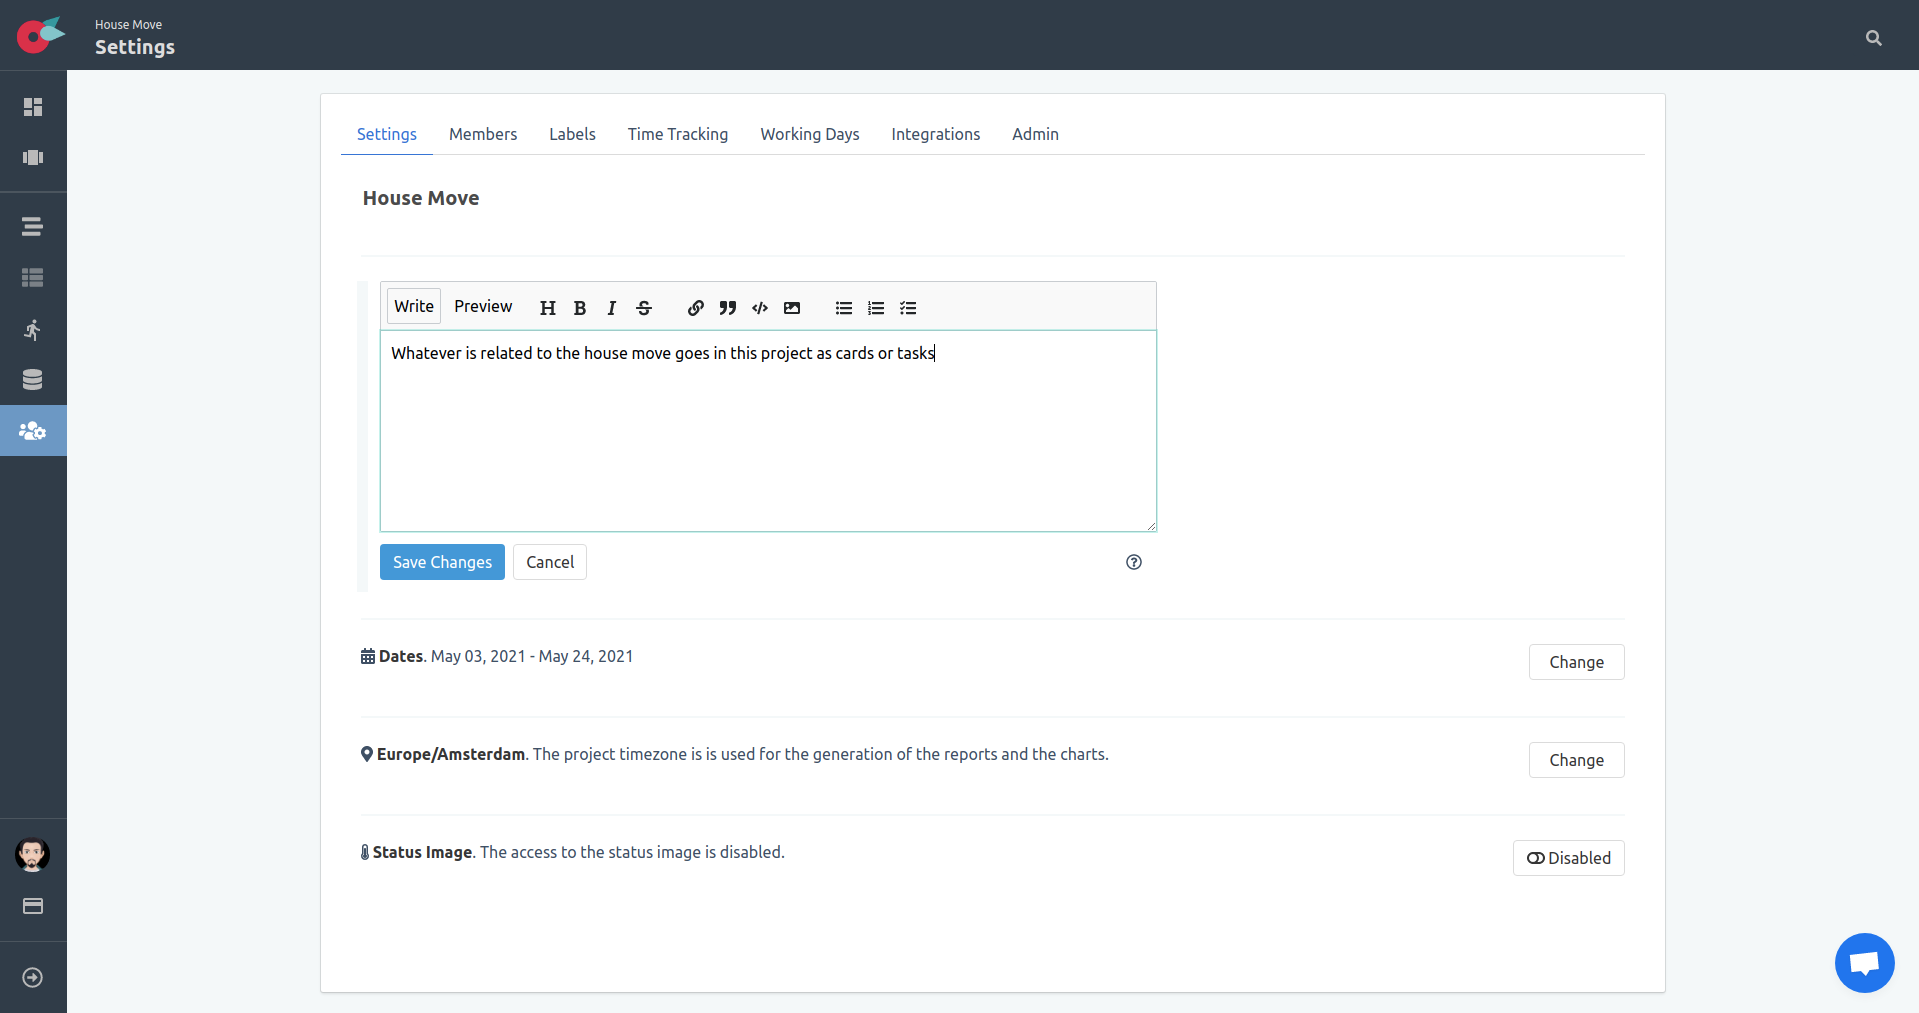 House Move
Settings
Settings Members Labels Time Tracking Working Days Integrations Admin
House Move
Write Preview H B I S
Whatever is related to the house move goes in this project as cards or tasks
Save Changes Cancel
Dates. May 03, 2021 - May 24, 2021
Change
Europe/Amsterdam. The project timezone is is used for the generation of the reports and the charts.
Change
Status Image. The access to the status image is disabled.
Disabled